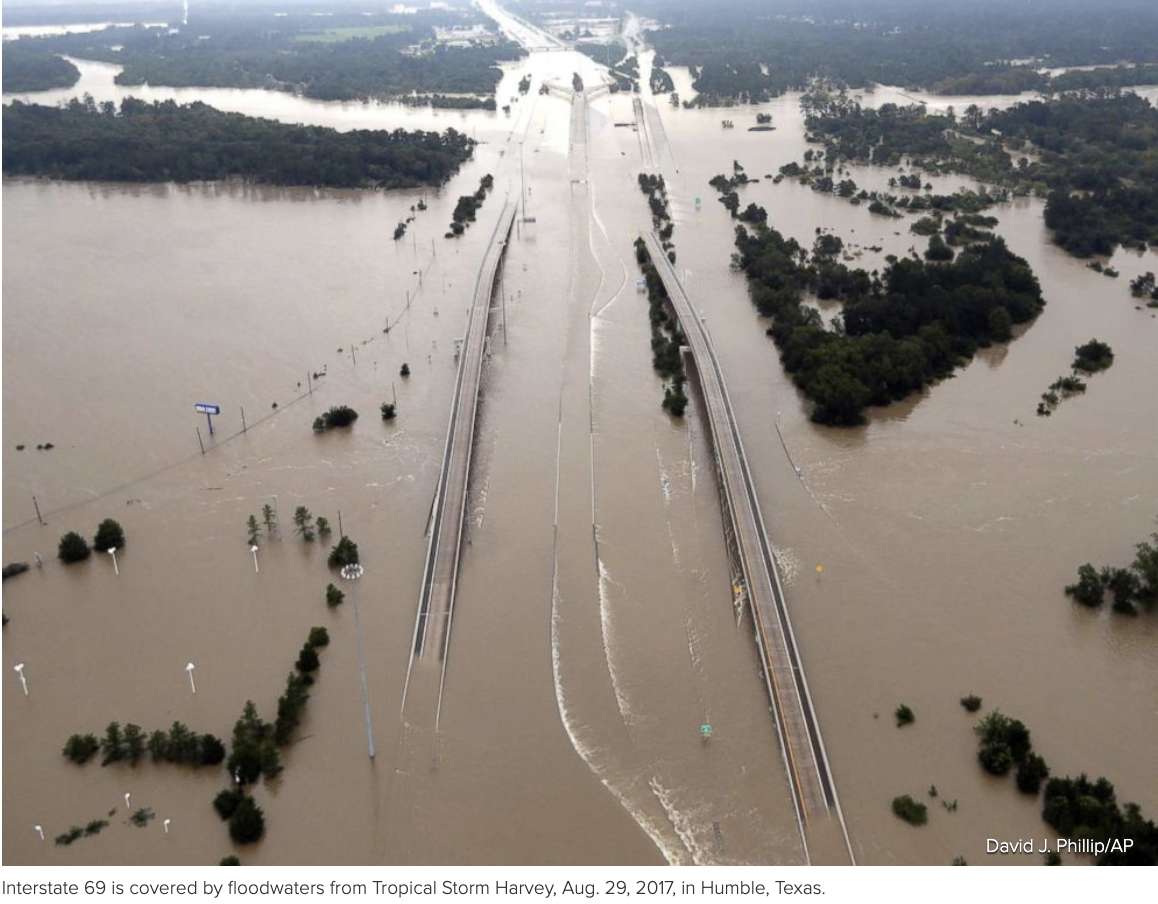 David J. Phillip/AP
Interstate 69 is covered by floodwaters from Tropical Storm Harvey, Aug. 29, 2017, in Humble, Texas.